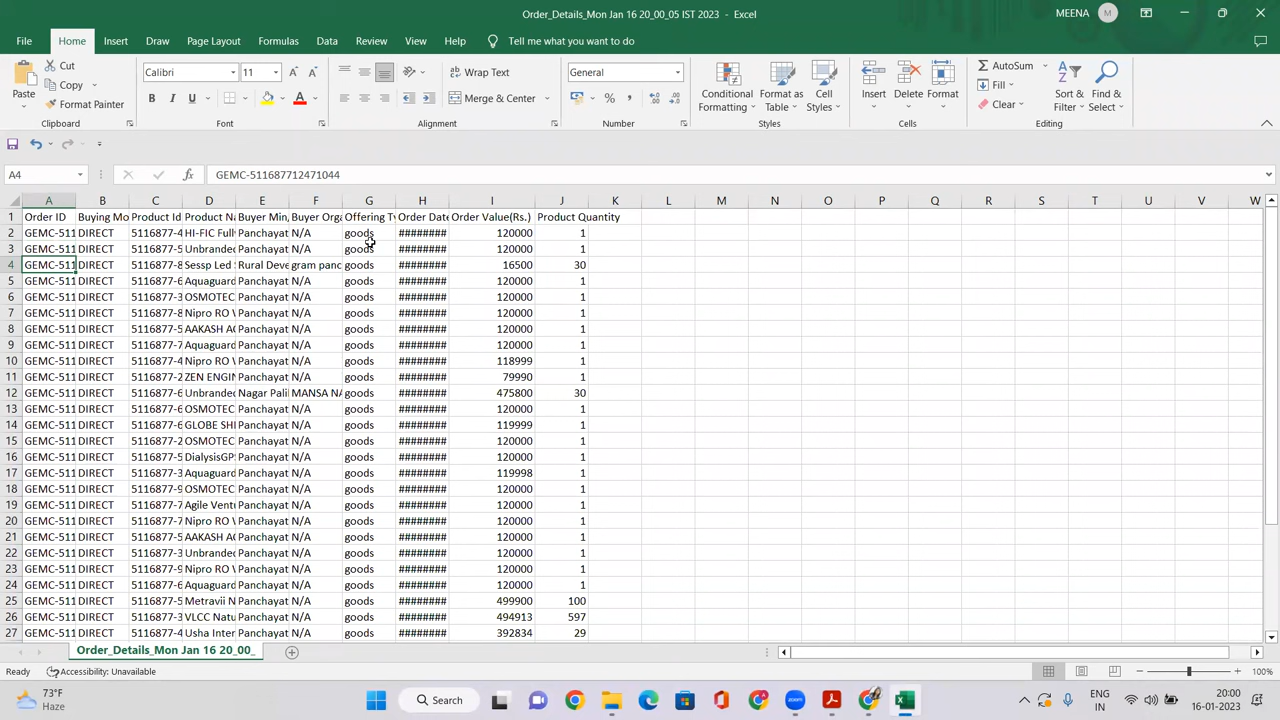 Order_Details_Mon Jan 16 20_00_05 IST 2023 - Excel
MEENA M
File Home Insert Draw Page Layout Formulas Data Review View Help Tell me what you want to do
Paste
Cut
Copy
Format Painter
Clipboard
Calibri 11
B I U
Font
Wrap Text
Merge & Center
Alignment
General
Number
Conditional Formatting
Format as Table
Cell Styles
Styles
Insert
Delete
Format
Cells
AutoSum
Fill
Clear
Sort & Filter
Find & Select
Editing
A4 fx GEMC-511687712471044
A B C D E F G H I J K L M N O P Q R S T U V W
1 Order ID Buying Mo Product Id Product Na Buyer Min, Buyer Orga Offering Ty Order Date Order Value(Rs.) Product Quantity
2 GEMC-511 DIRECT 5116877-4 HI-FIC Full Panchayat N/A goods ######## 120000 1
3 GEMC-511 DIRECT 5116877-5 Unbranded Panchayat N/A goods ######## 120000 1
4 GEMC-511 DIRECT 5116877-8 Sessp Led Rural Deve gram panc goods ######## 16500 30
5 GEMC-511 DIRECT 5116877-6 Aquaguard Panchayat N/A goods ######## 120000 1
6 GEMC-511 DIRECT 5116877-3 OSMOTEC Panchayat N/A goods ######## 120000 1
7 GEMC-511 DIRECT 5116877-8 Nipro RO Panchayat N/A goods ######## 120000 1
8 GEMC-511 DIRECT 5116877-5 AAKASH AC Panchayat N/A goods ######## 120000 1
9 GEMC-511 DIRECT 5116877-7 Aquaguard Panchayat N/A goods ######## 120000 1
10 GEMC-511 DIRECT 5116877-4 Nipro RO Panchayat N/A goods ######## 118999 1
11 GEMC-511 DIRECT 5116877-2 ZEN ENGIN Panchayat N/A goods ######## 79990 1
12 GEMC-511 DIRECT 5116877-6 Unbranded Nagar Pali MANSA NA goods ######## 475800 30
13 GEMC-511 DIRECT 5116877-6 OSMOTEC Panchayat N/A goods ######## 120000 1
14 GEMC-511 DIRECT 5116877-6 GLOBE SHI Panchayat N/A goods ######## 119999 1
15 GEMC-511 DIRECT 5116877-2 OSMOTEC Panchayat N/A goods ######## 120000 1
16 GEMC-511 DIRECT 5116877-5 DialysisGP Panchayat N/A goods ######## 120000 1
17 GEMC-511 DIRECT 5116877-3 Aquaguard Panchayat N/A goods ######## 119998 1
18 GEMC-511 DIRECT 5116877-9 OSMOTEC Panchayat N/A goods ######## 120000 1
19 GEMC-511 DIRECT 5116877-7 Agile Ventu Panchayat N/A goods ######## 120000 1
20 GEMC-511 DIRECT 5116877-7 Nipro RO Panchayat N/A goods ######## 120000 1
21 GEMC-511 DIRECT 5116877-5 AAKASH AC Panchayat N/A goods ######## 120000 1
22 GEMC-511 DIRECT 5116877-3 Unbranded Panchayat N/A goods ######## 120000 1
23 GEMC-511 DIRECT 5116877-9 Nipro RO Panchayat N/A goods ######## 120000 1
24 GEMC-511 DIRECT 5116877-6 Aquaguard Panchayat N/A goods ######## 120000 1
25 GEMC-511 DIRECT 5116877-5 Metravii N Panchayat N/A goods ######## 499900 100
26 GEMC-511 DIRECT 5116877-3 VLCC Natu Panchayat N/A goods ######## 494913 597
27 GEMC-511 DIRECT 5116877-4 Usha Inter Panchayat N/A goods ######## 392834 29
Order_Details_Mon Jan 16 20_00_
Ready Accessibility: Unavailable 100%
73°F
Haze
Search
ENG
IN
20:00
16-01-2023